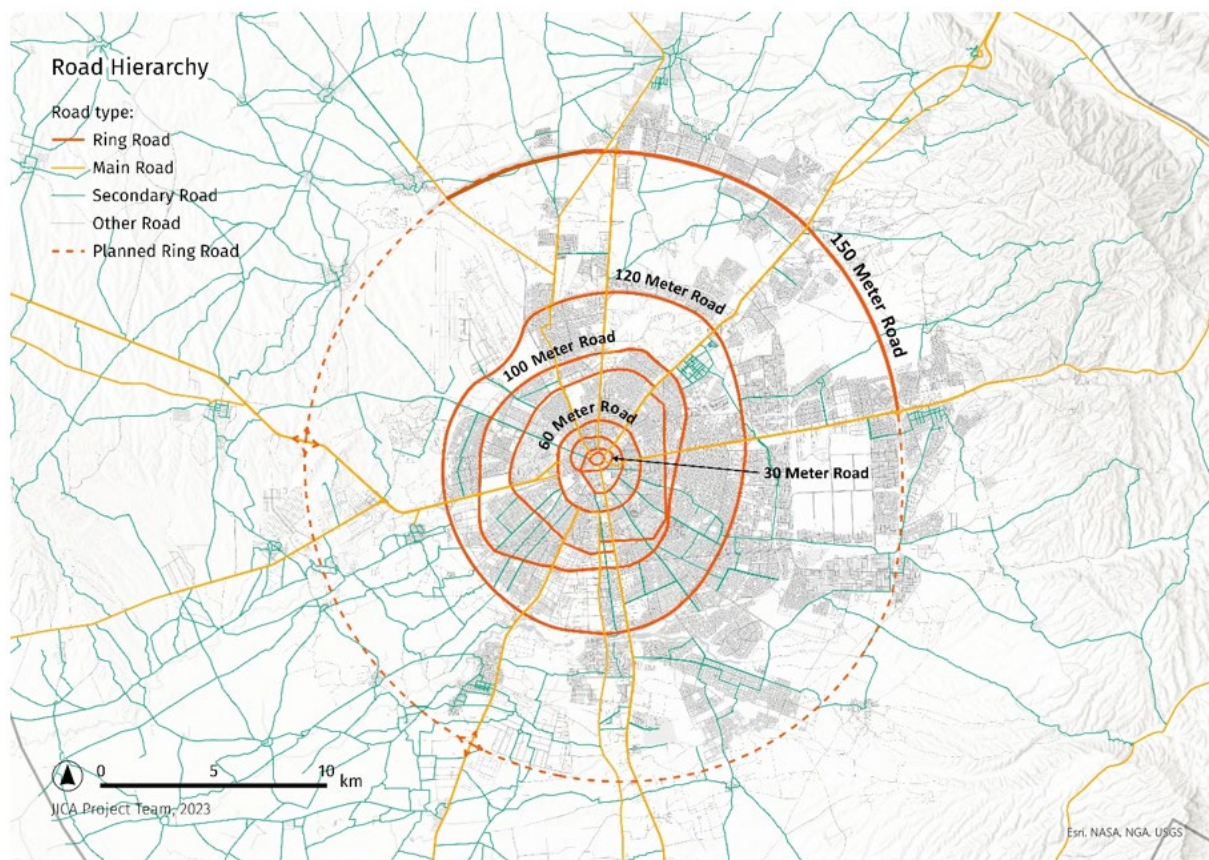 Road Hierarchy
Road type:
Ring Road
Main Road
Secondary Road
Other Road
Planned Ring Road
150 Meter Road
120 Meter Road
100 Meter Road
60 Meter Road
30 Meter Road
0 5 10 km
JICA Project Team, 2023
Esri, NASA, NGA, USGS